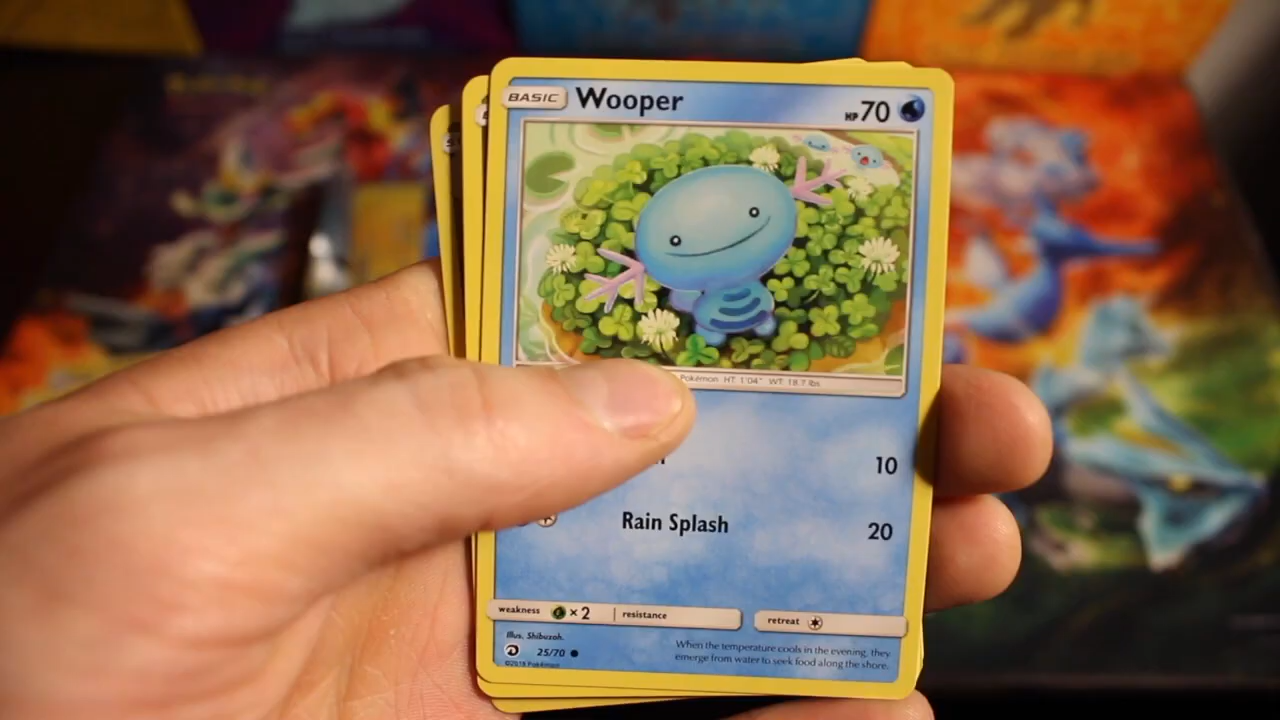 BASIC Wooper HP 70
Pokémon HT: 1'04" WT: 18.7 lbs
10
Rain Splash 20
weakness × 2 resistance
retreat
Illus. Shibuzoh.
25/70
©2018 Pokémon
When the temperature cools in the evening, they
emerge from water to seek food along the shore.